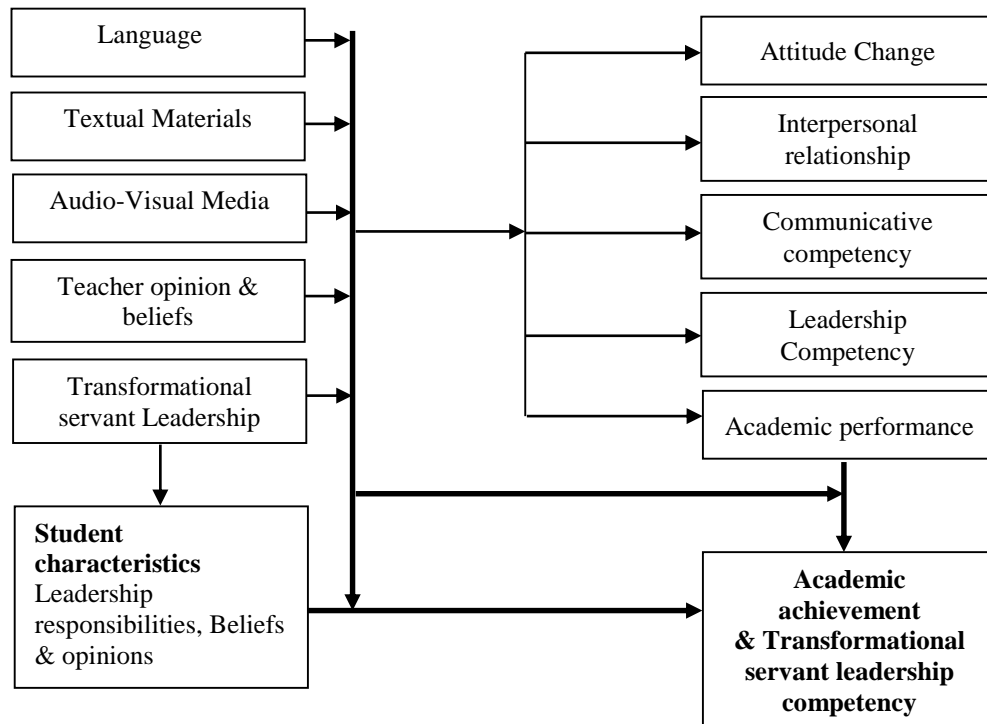 Language
Textual Materials
Audio-Visual Media
Teacher opinion &
beliefs
Transformational
servant Leadership
Student
characteristics
Leadership
responsibilities, Beliefs
& opinions
Attitude Change
Interpersonal
relationship
Communicative
competency
Leadership
Competency
Academic performance
Academic
achievement
& Transformational
servant leadership
competency